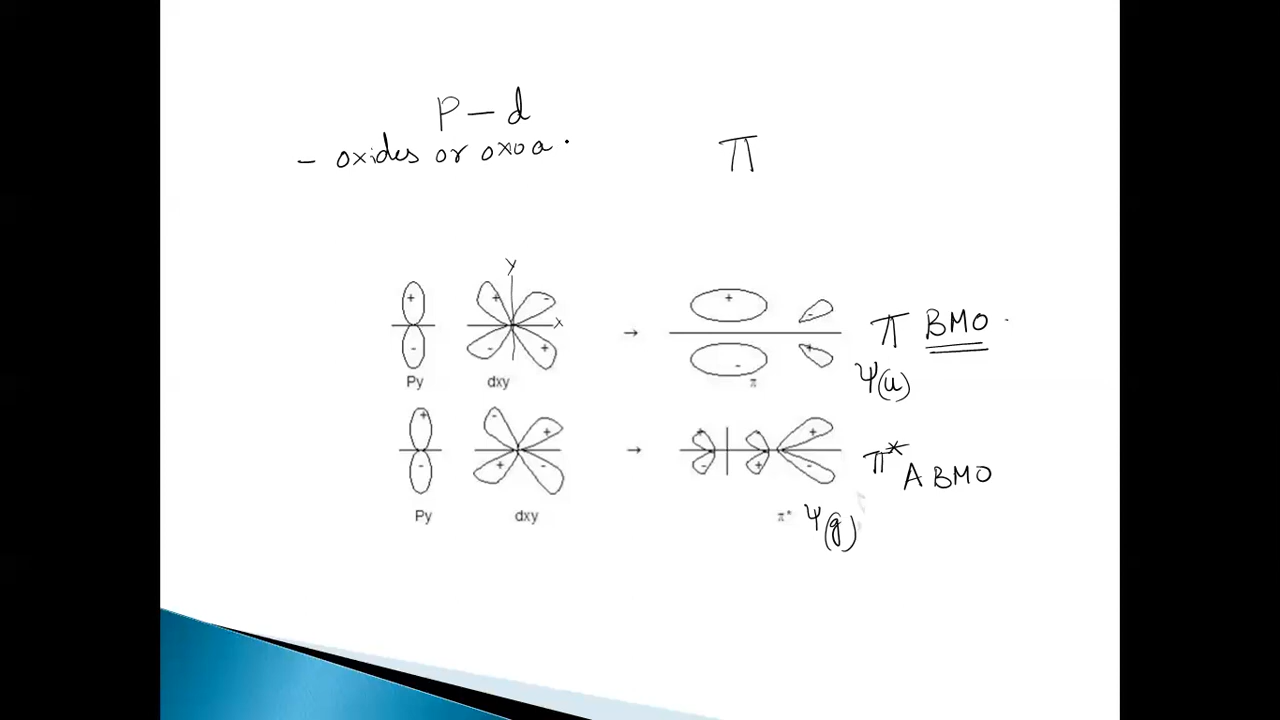 P – d
- oxides or oxoa.
π
y
+ + -
x
→
+
-
π BMO
- - +
- +
Py dxy π
ψ(u)
+ - +
→
+ - +
π* ABMO
- + -
- + -
Py dxy π* ψ(g)